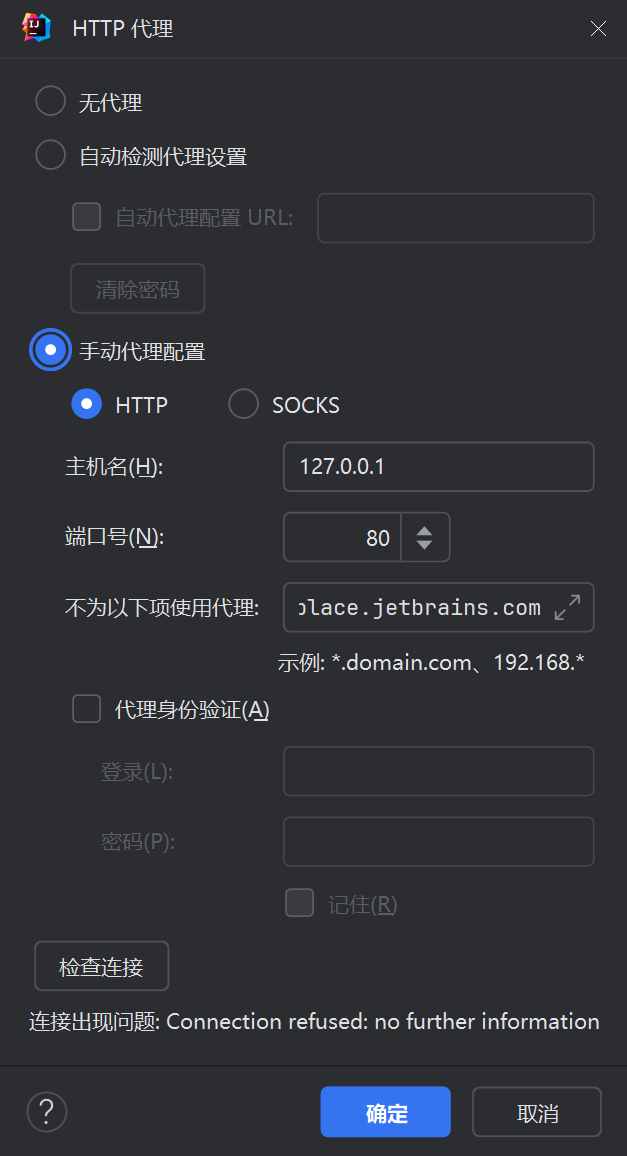 HTTP 代理
无代理
自动检测代理设置
自动代理配置 URL:
清除密码
手动代理配置
HTTP SOCKS
主机名(H): 127.0.0.1
端口号(N): 80
不为以下项使用代理: place.jetbrains.com
示例: *.domain.com、192.168.*
代理身份验证(A)
登录(L):
密码(P):
记住(R)
检查连接
连接出现问题: Connection refused: no further information
? 确定 取消